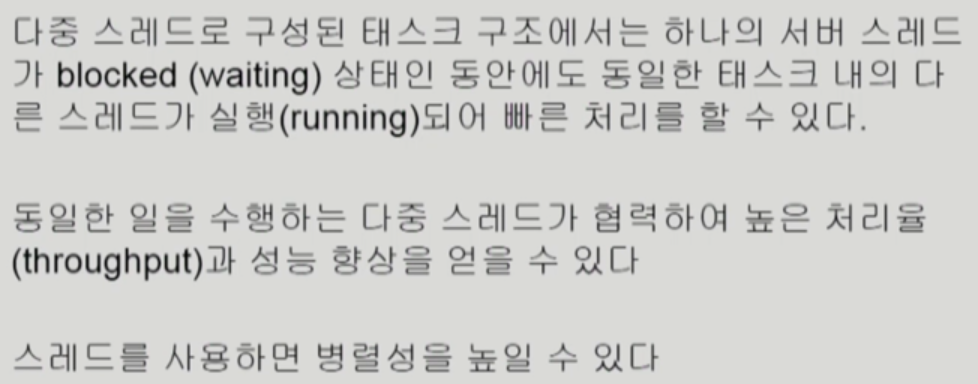 다중 스레드로 구성된 태스크 구조에서는 하나의 서버 스레드
가 blocked (waiting) 상태인 동안에도 동일한 태스크 내의 다
른 스레드가 실행(running)되어 빠른 처리를 할 수 있다.
동일한 일을 수행하는 다중 스레드가 협력하여 높은 처리율
(throughput)과 성능 향상을 얻을 수 있다
스레드를 사용하면 병렬성을 높일 수 있다